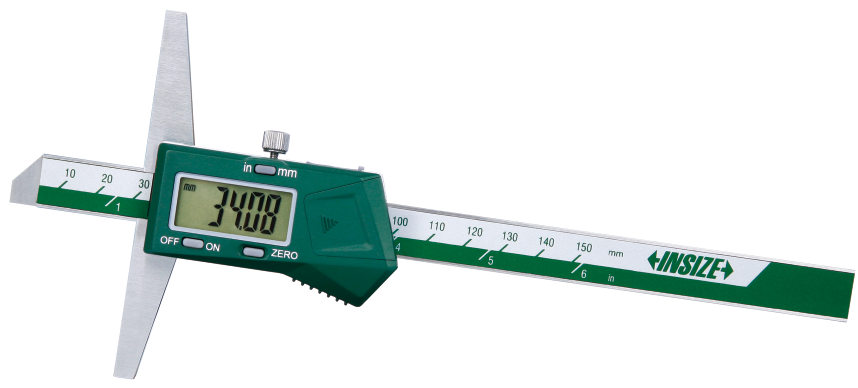 10 20 30
1
in mm
mm
34.08
OFF ON
ZERO
100 110 120 130 140 150 mm
4 5 6 in
INSIZE